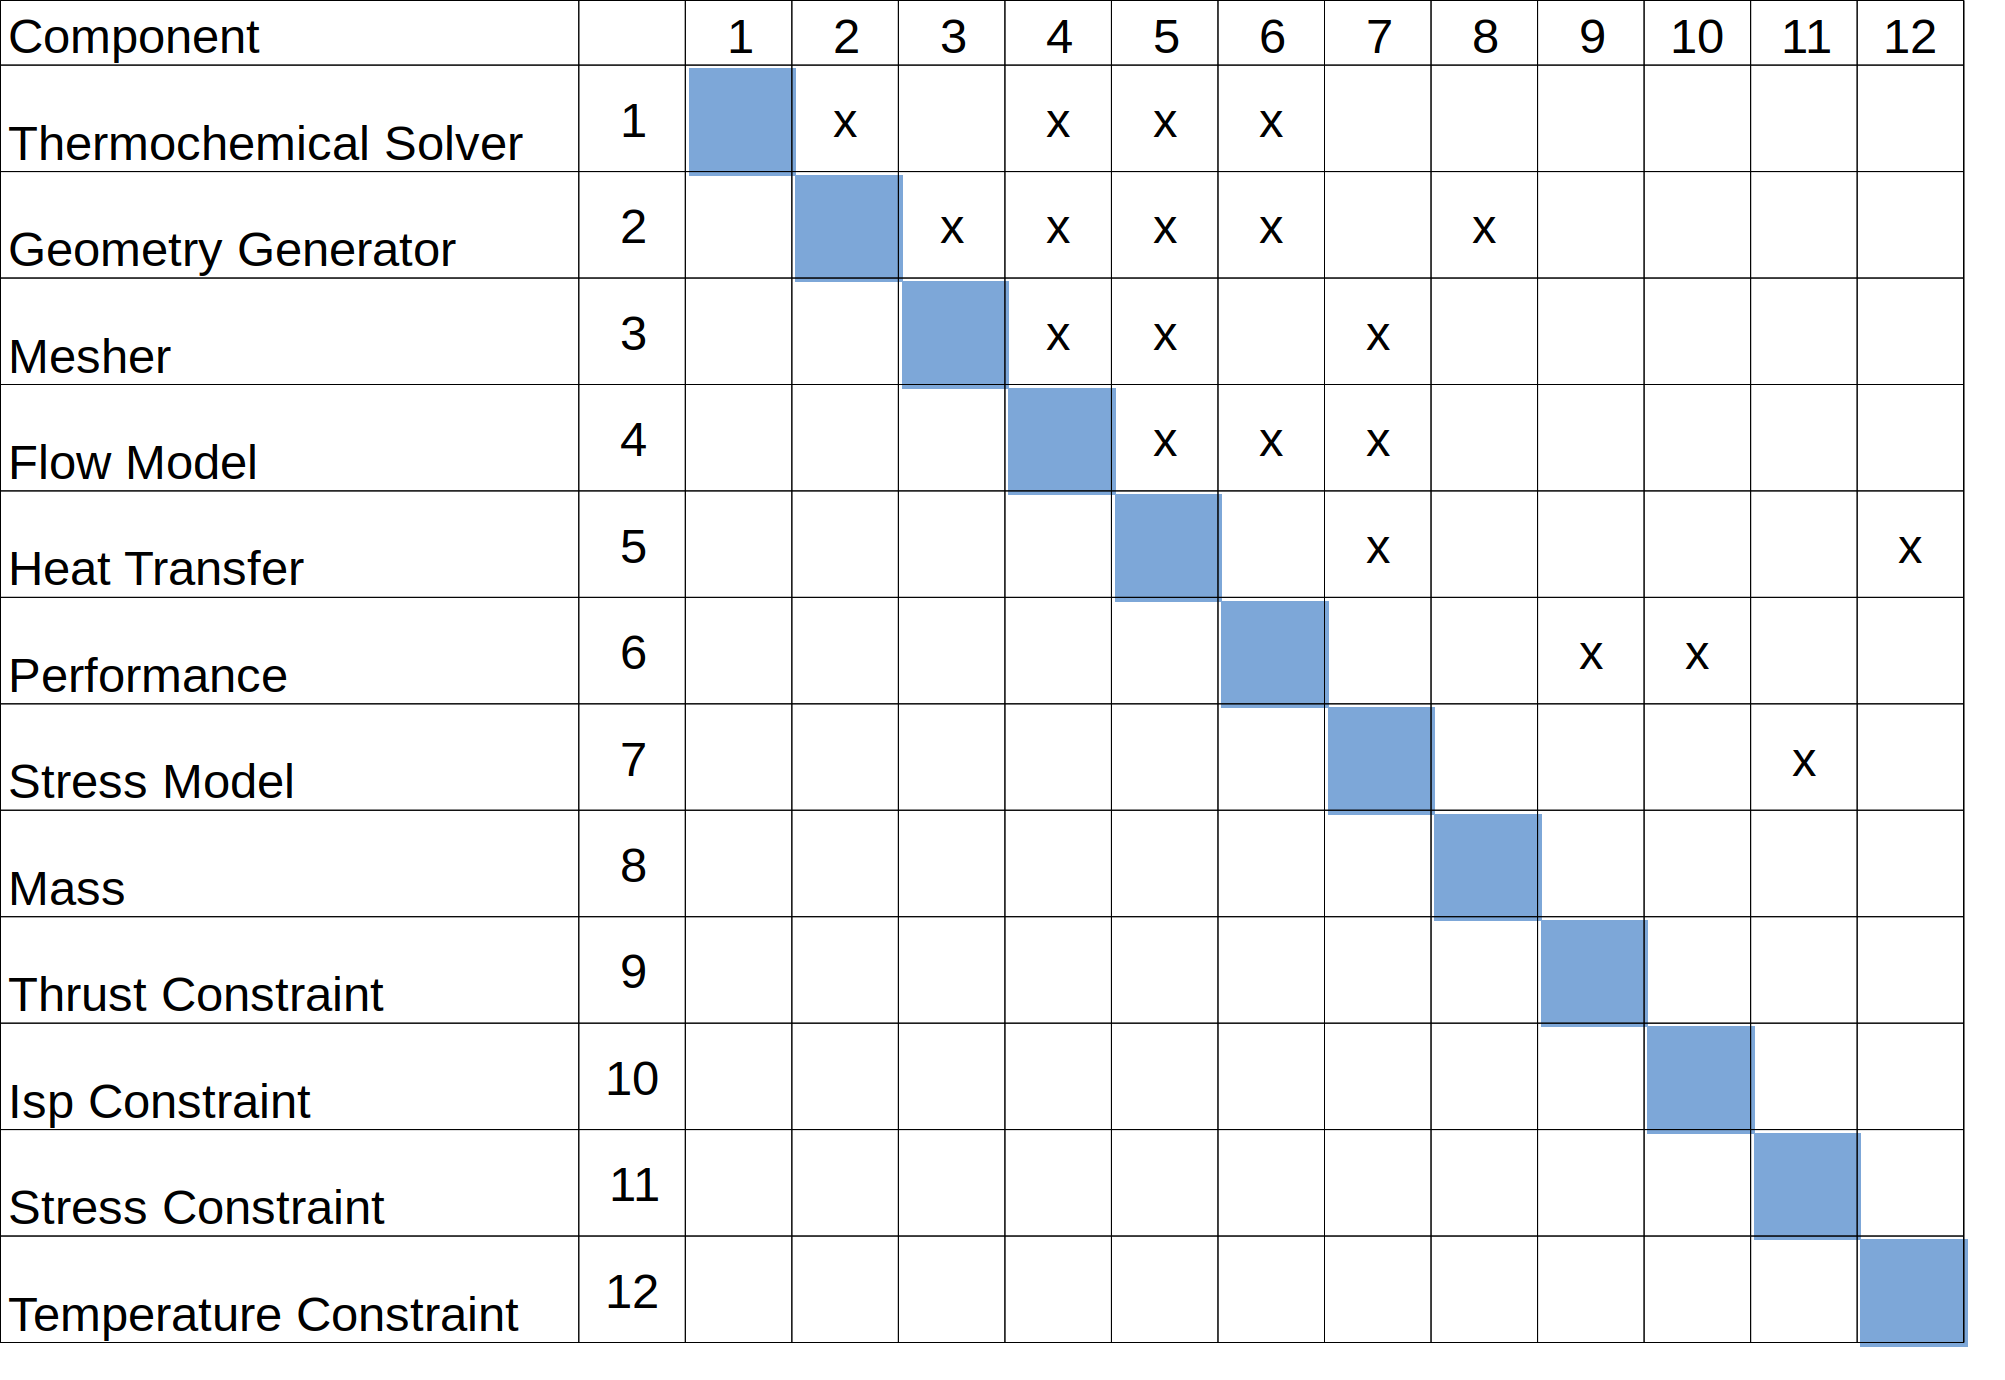 Component 1 2 3 4 5 6 7 8 9 10 11 12
Thermochemical Solver 1 x x x x
Geometry Generator 2 x x x x x
Mesher 3 x x x
Flow Model 4 x x x
Heat Transfer 5 x x
Performance 6 x x
Stress Model 7 x
Mass 8
Thrust Constraint 9
Isp Constraint 10
Stress Constraint 11
Temperature Constraint 12